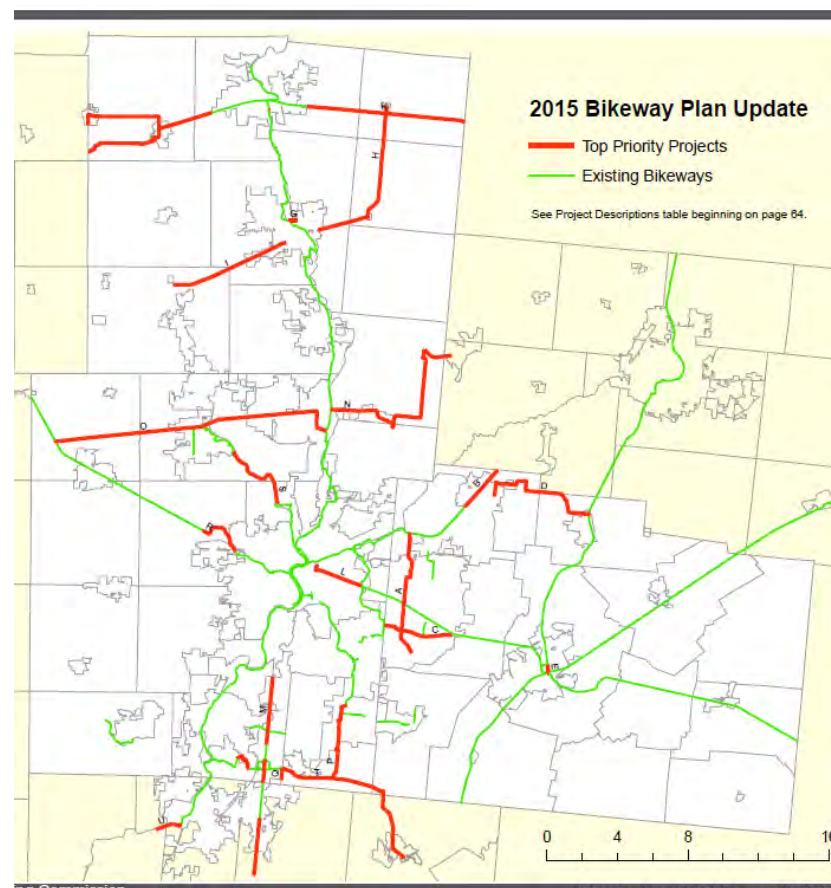 2015 Bikeway Plan Update
Top Priority Projects
Existing Bikeways
See Project Descriptions table beginning on page 64.
H
G
I
N
O
S
B
D
R
L
A
C
E
M
P
Q
T
U
0 4 8 16